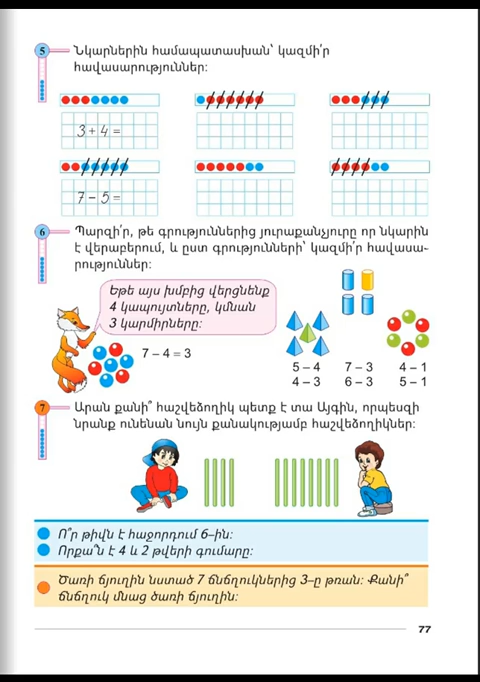 5 Նկարներին համապատասխան՝ կազմի՛ր
հավասարություններ:
3 + 4 =
7 – 5 =
6 Պարզի՛ր, թե գրություններից յուրաքանչյուրը որ նկարին
է վերաբերում, և ըստ գրությունների՝ կազմի՛ր հավասա-
րություններ:
Եթե այս խմբից վերցնենք
4 կապույտները, կմնան
3 կարմիրները:
7 – 4 = 3
5 – 4 7 – 3 4 – 1
4 – 3 6 – 3 5 – 1
7 Արան քանի՞ հաշվեձողիկ պետք է տա Այգին, որպեսզի
նրանք ունենան նույն քանակությամբ հաշվեձողիկներ:
Ո՞ր թիվն է հաջորդում 6–ին:
Որքա՞ն է 4 և 2 թվերի գումարը:
Ծառի ճյուղին նստած 7 ճնճղուկներից 3–ը թռան: Քանի՞
ճնճղուկ մնաց ծառի ճյուղին:
77